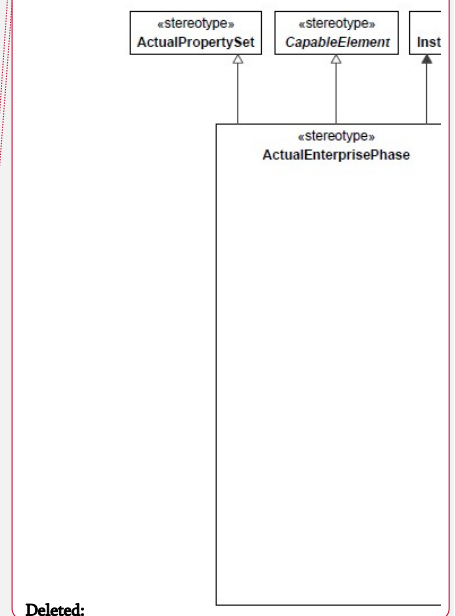 «stereotype»
ActualPropertySet
«stereotype»
CapableElement
Inst
«stereotype»
ActualEnterprisePhase
Deleted: